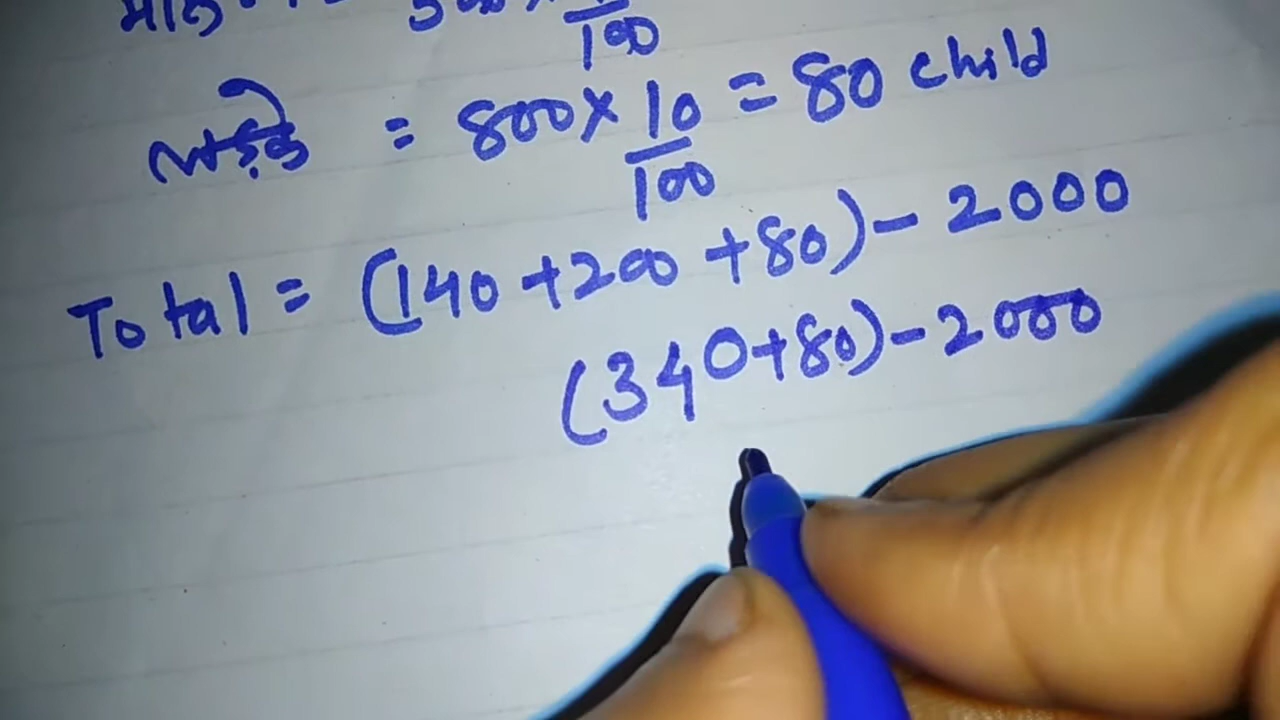 100
लड़के = 800 × 10/100 = 80 child
Total = (140 + 200 + 80) - 2000
(340 + 80) - 2000